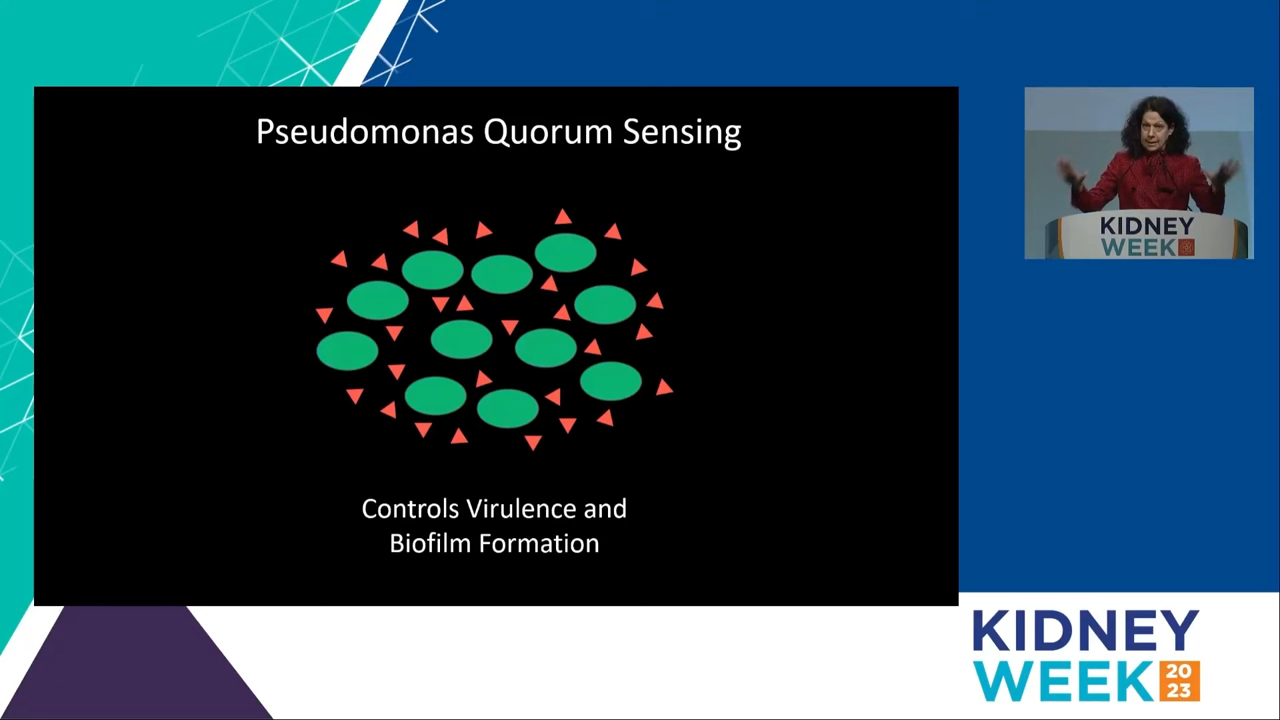 Pseudomonas Quorum Sensing
Controls Virulence and
Biofilm Formation
KIDNEY
WEEK
KIDNEY
WEEK 20
23